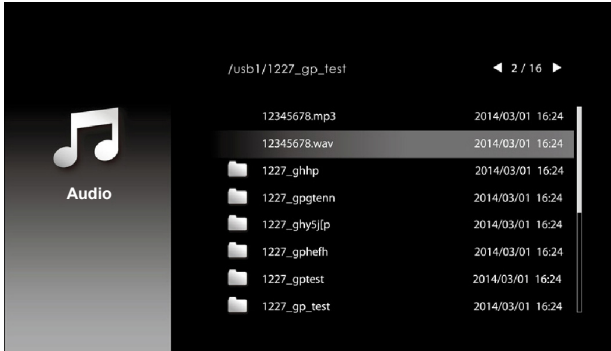 /usb1/1227_gp_test ◀ 2/16 ▶
12345678.mp3 2014/03/01 16:24
12345678.wav 2014/03/01 16:24
1227_ghhp 2014/03/01 16:24
Audio
1227_gpgtenn 2014/03/01 16:24
1227_ghy5j[p 2014/03/01 16:24
1227_gphefh 2014/03/01 16:24
1227_gptest 2014/03/01 16:24
1227_gp_test 2014/03/01 16:24